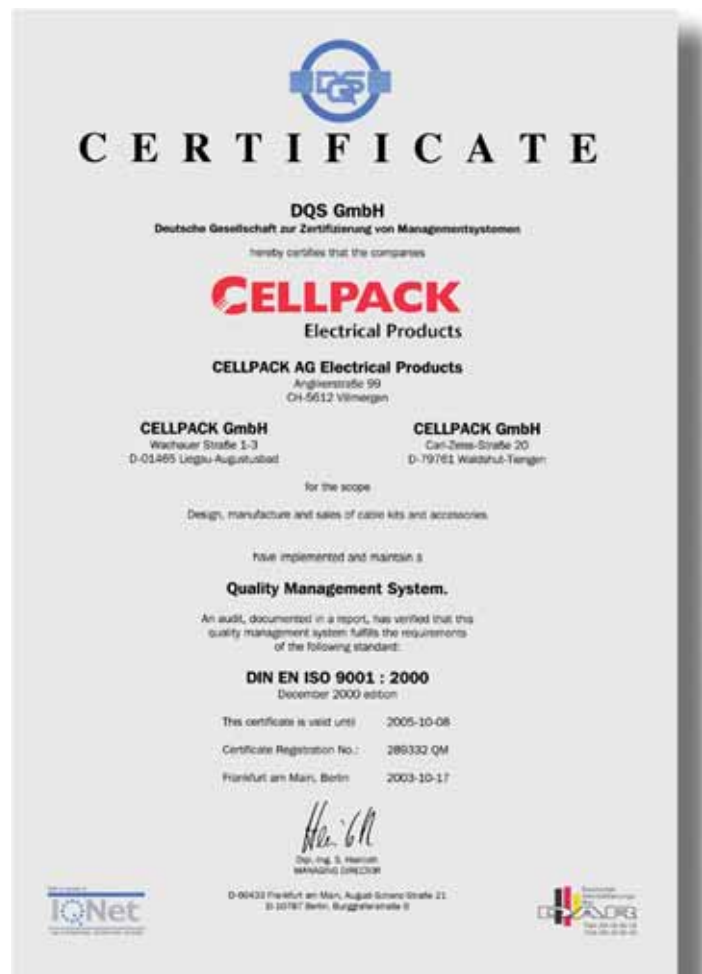 DQS
CERTIFICATE
DQS GmbH
Deutsche Gesellschaft zur Zertifizierung von Managementsystemen
hereby certifies that the companies
CELLPACK
Electrical Products
CELLPACK AG Electrical Products
Anglikerstraße 99
CH-5612 Villmergen
CELLPACK GmbH
Wachauer Straße 1-3
D-01465 Liegau-Augustusbad
CELLPACK GmbH
Carl-Zeiss-Straße 20
D-79761 Waldshut-Tiengen
for the scope
Design, manufacture and sales of cable kits and accessories
have implemented and maintain a
Quality Management System.
An audit, documented in a report, has verified that this
quality management system fulfills the requirements
of the following standard:
DIN EN ISO 9001 : 2000
December 2000 edition
This certificate is valid until 2005-10-08
Certificate Registration No.: 289332 QM
Frankfurt am Main, Berlin 2003-10-17
Dipl.-Ing. S. Heinloth
MANAGING DIRECTOR
D-60433 Frankfurt am Main, August-Schanz-Straße 21
D-10787 Berlin, Burggrafenstraße 6
IQNet
DAR